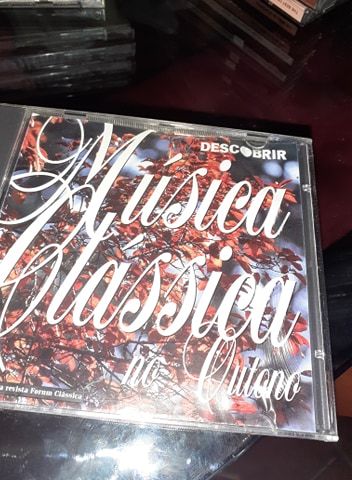 DESCOBRIR
Música
Clássica
no Outono
a revista Forum Clássica